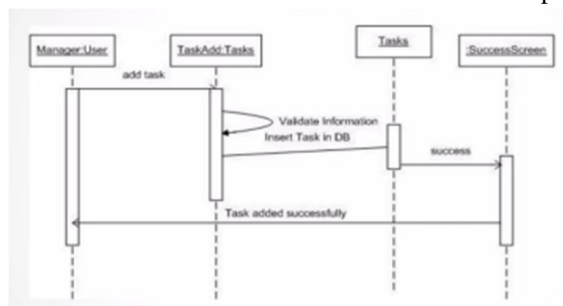 Manager:User
TaskAdd:Tasks
Tasks
:SuccessScreen
add task
Validate Information
Insert Task in DB
success
Task added successfully